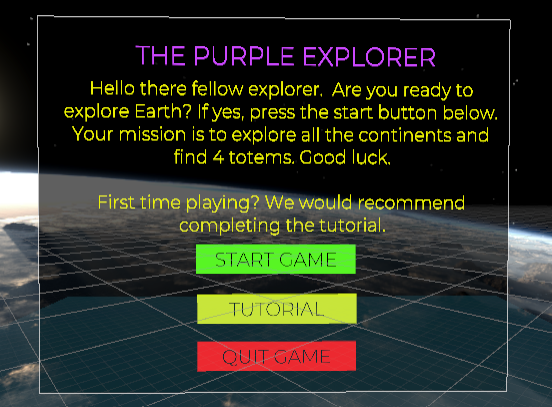 THE PURPLE EXPLORER
Hello there fellow explorer. Are you ready to
explore Earth? If yes, press the start button below.
Your mission is to explore all the continents and
find 4 totems. Good luck.
First time playing? We would recommend
completing the tutorial.
START GAME
TUTORIAL
QUIT GAME